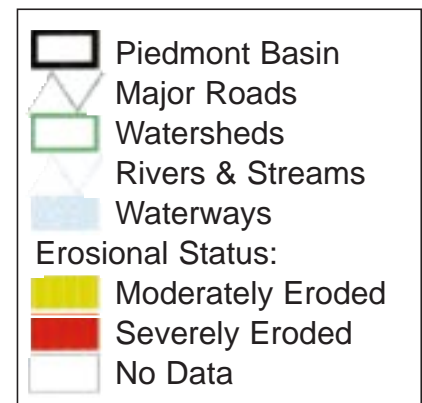 Piedmont Basin
Major Roads
Watersheds
Rivers & Streams
Waterways
Erosional Status:
Moderately Eroded
Severely Eroded
No Data